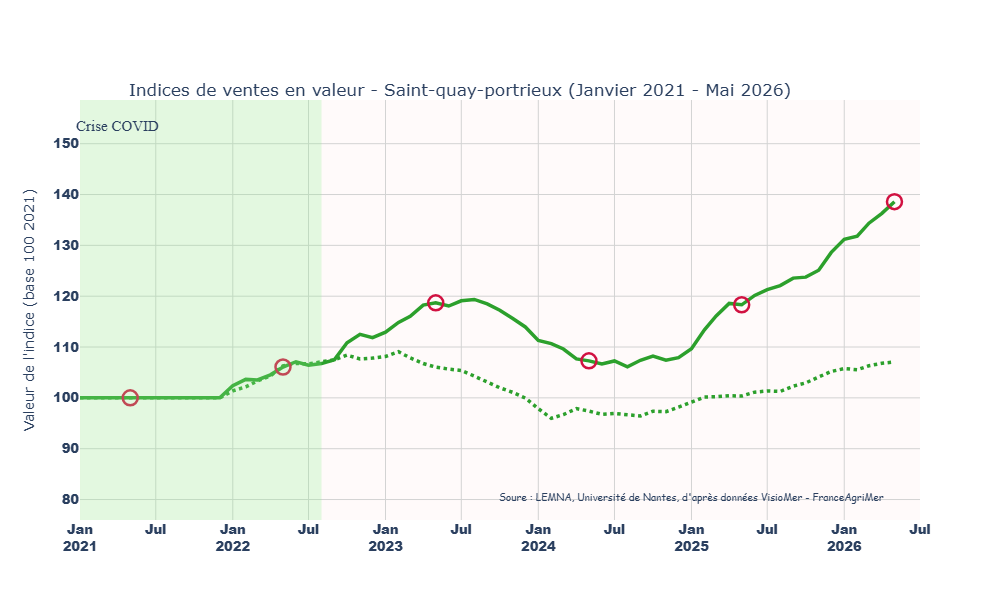 Indices de ventes en valeur - Saint-quay-portrieux (Janvier 2021 - Mai 2026)
Crise COVID
Valeur de l'indice (base 100 2021)
150
140
130
120
110
100
90
80
Soure : LEMNA, Université de Nantes, d'après données VisioMer - FranceAgriMer
Jan Jul Jan Jul Jan Jul Jan Jul Jan Jul Jan Jul
2021 2022 2023 2024 2025 2026